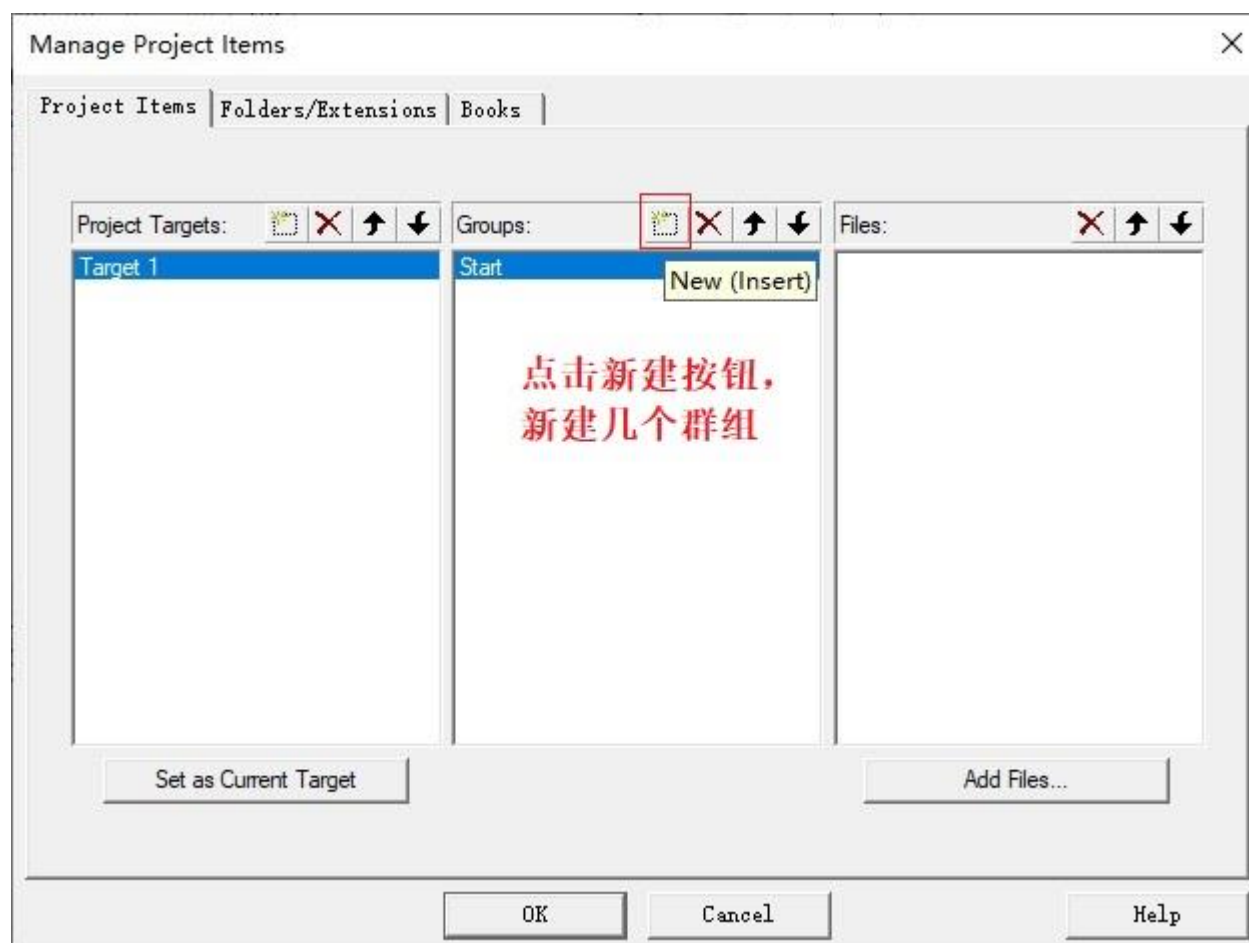 Manage Project Items
Project Items Folders/Extensions Books
Project Targets: Groups: Files:
Target 1 Start
New (Insert)
点击新建按钮，
新建几个群组
Set as Current Target Add Files...
OK Cancel Help